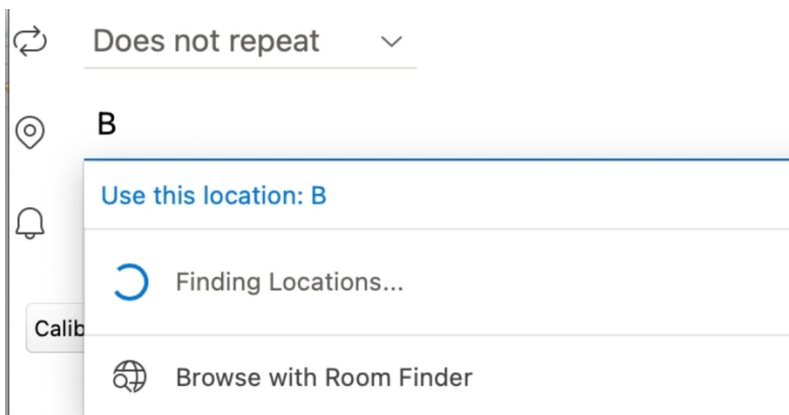 Does not repeat
B
Use this location: B
Finding Locations...
Calib
Browse with Room Finder